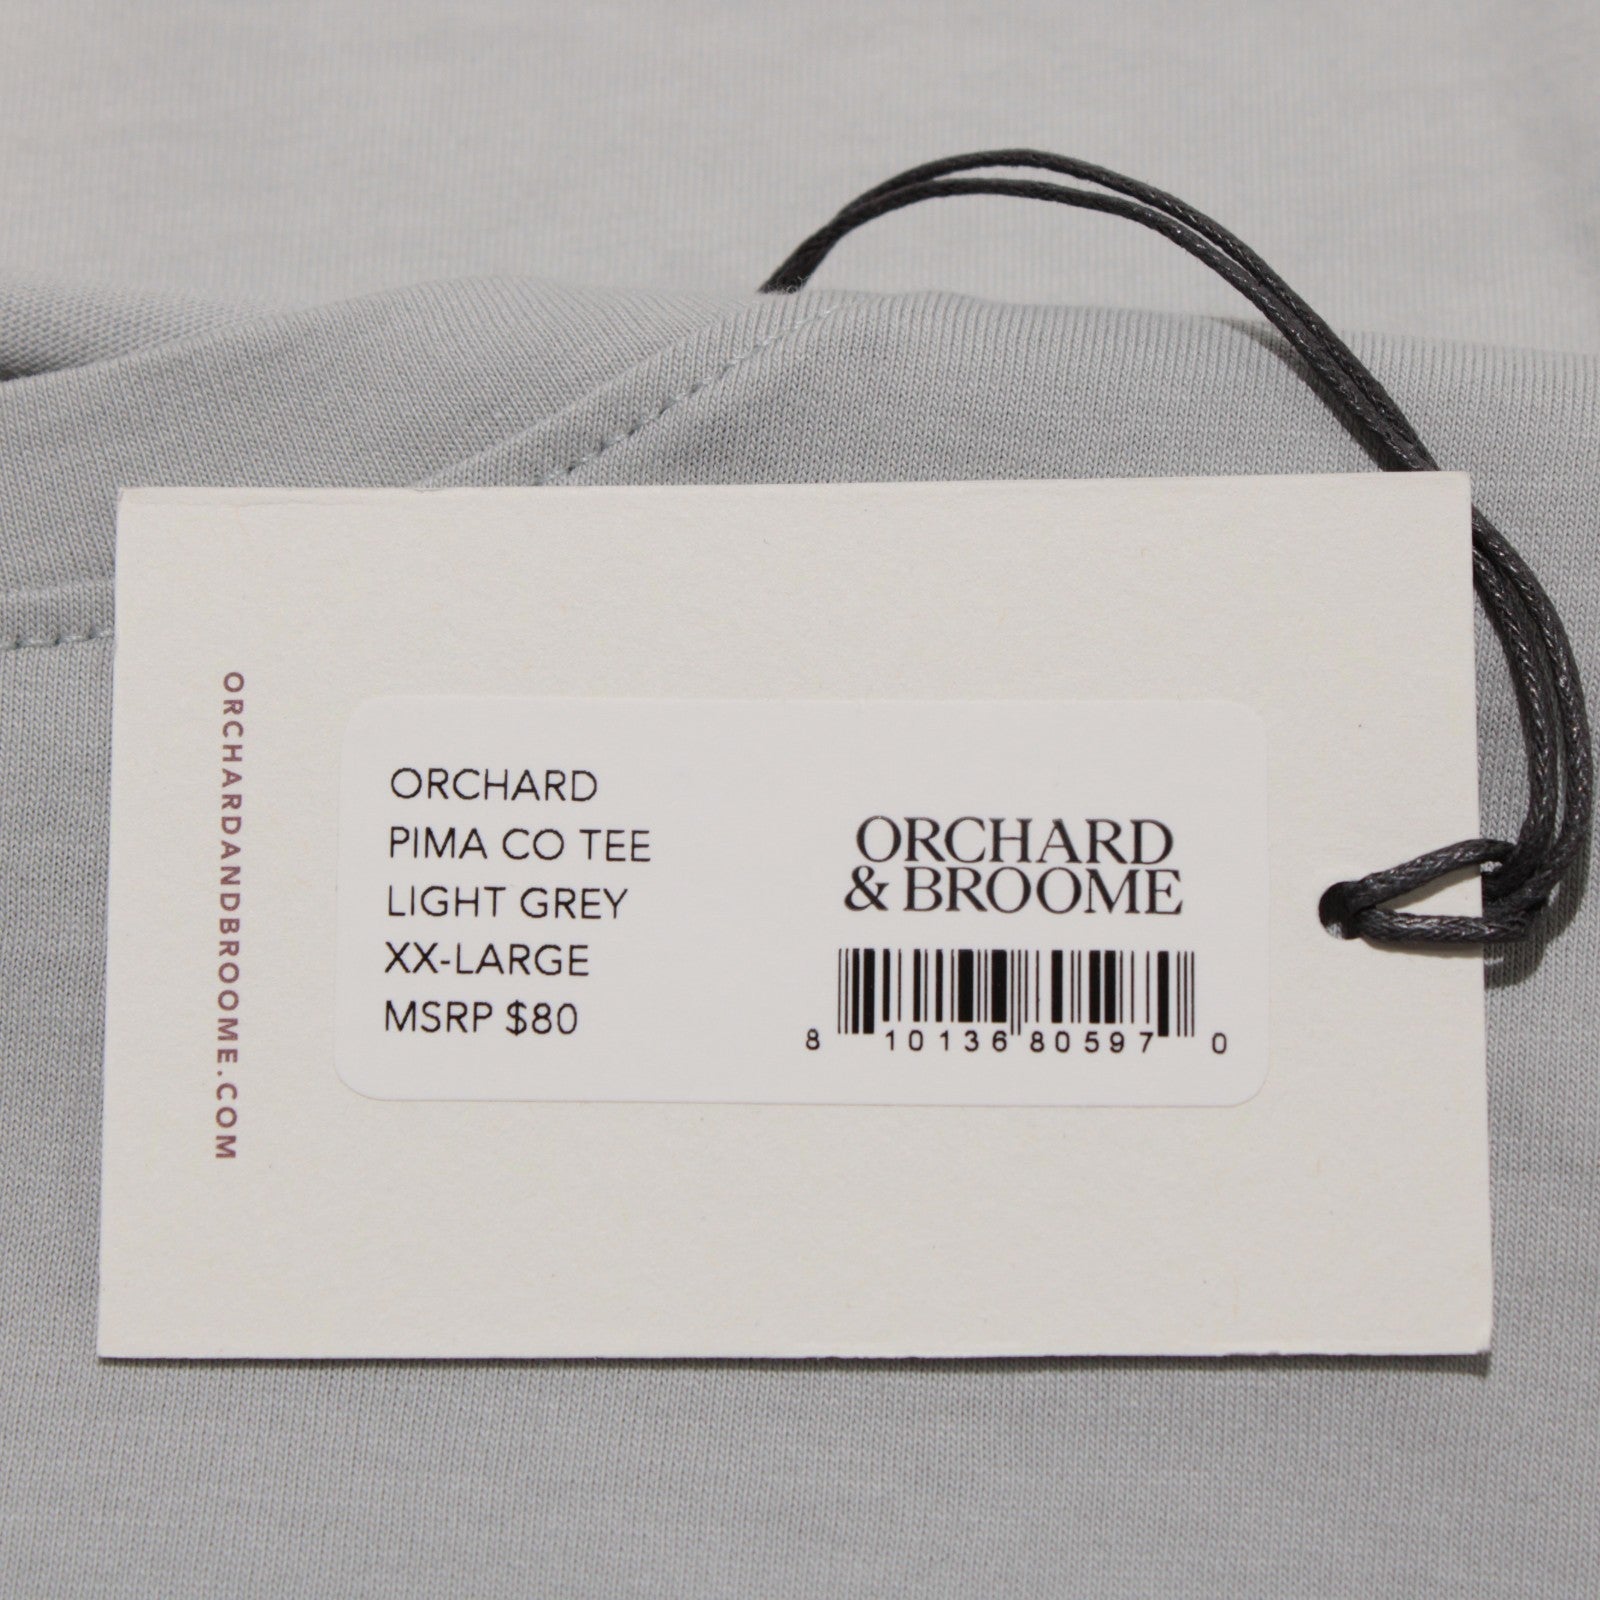 ORCHARDANDBROOME.COM
ORCHARD
PIMA CO TEE
LIGHT GREY
XX-LARGE
MSRP $80
ORCHARD
& BROOME
8 10136 80597 0